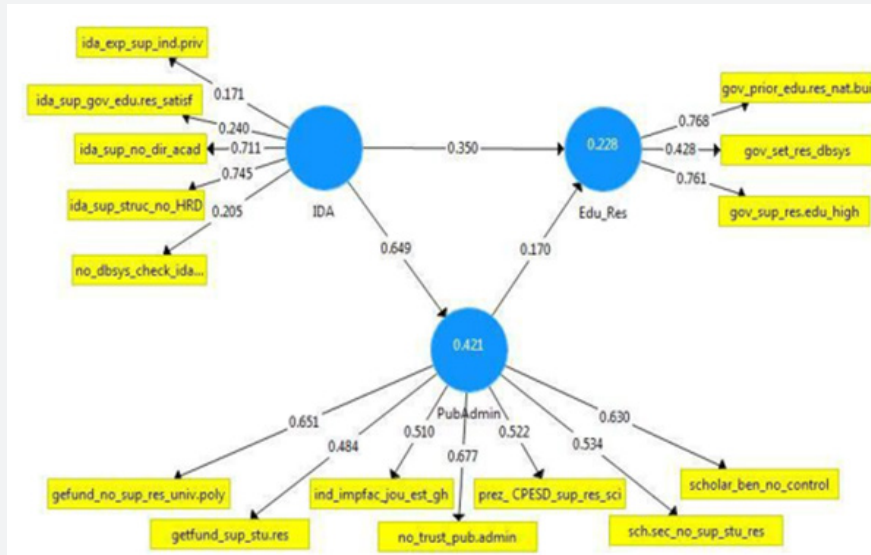 ida_exp_sup_ind.priv
0.171
ida_sup_gov_edu.res_satisf
0.240
ida_sup_no_dir_acad
0.711
ida_sup_struc_no_HRD
0.745
no_dbsys_check_ida...
0.205
IDA
0.350
0.228
Edu_Res
gov_prior_edu.res_nat.bui
0.768
gov_set_res_dbsys
0.428
gov_sup_res.edu_high
0.761
0.649
0.170
0.421
PubAdmin
0.651
0.484
0.510
0.677
0.522
0.534
0.630
gefund_no_sup_res_univ.poly
getfund_sup_stu.res
ind_impfac_jou_est_gh
no_trust_pub.admin
prez_ CPESD_sup_res_sci
sch.sec_no_sup_stu_res
scholar_ben_no_control